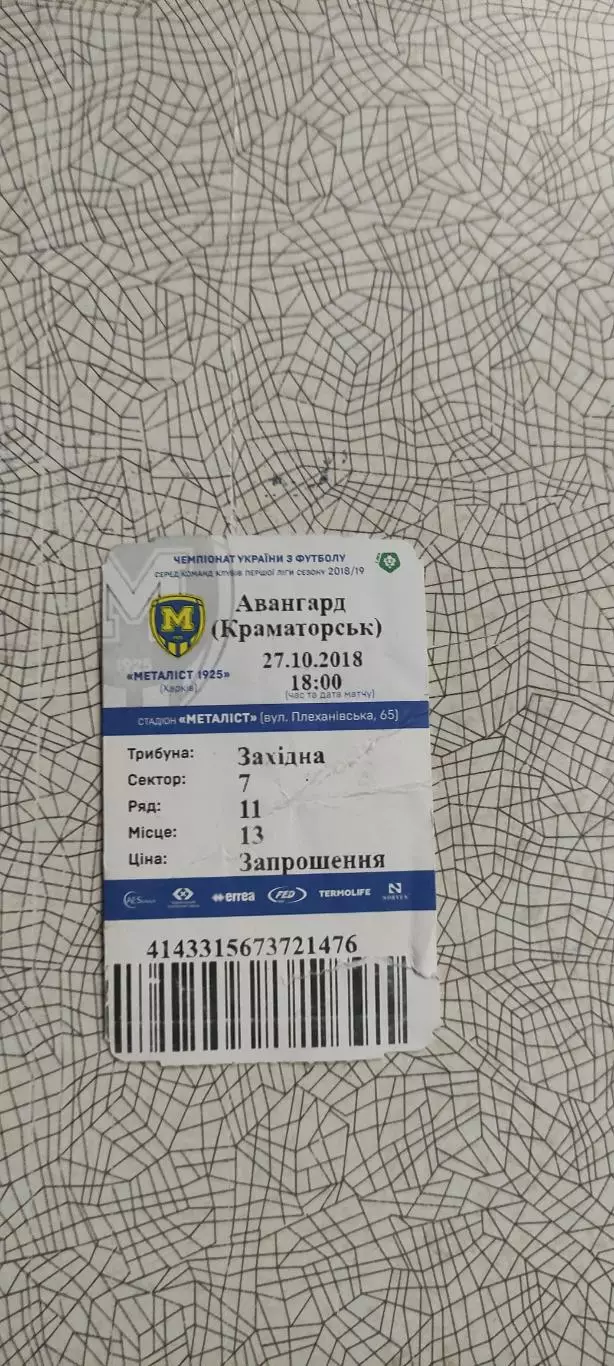 ЧЕМПІОНАТ УКРАЇНИ З ФУТБОЛУ
СЕРЕД КОМАНД КЛУБІВ ПЕРШОЇ ЛІГИ СЕЗОНУ 2018/19
M
1925
«МЕТАЛІСТ 1925»
(Харків)
Авангард
(Краматорськ)
27.10.2018
18:00
(час та дата матчу)
СТАДІОН «МЕТАЛІСТ» (вул. Плеханівська, 65)
Трибуна: Західна
Сектор: 7
Ряд: 11
Місце: 13
Ціна: Запрошення
errea FED TERMOLIFE NORVEN
4143315673721476